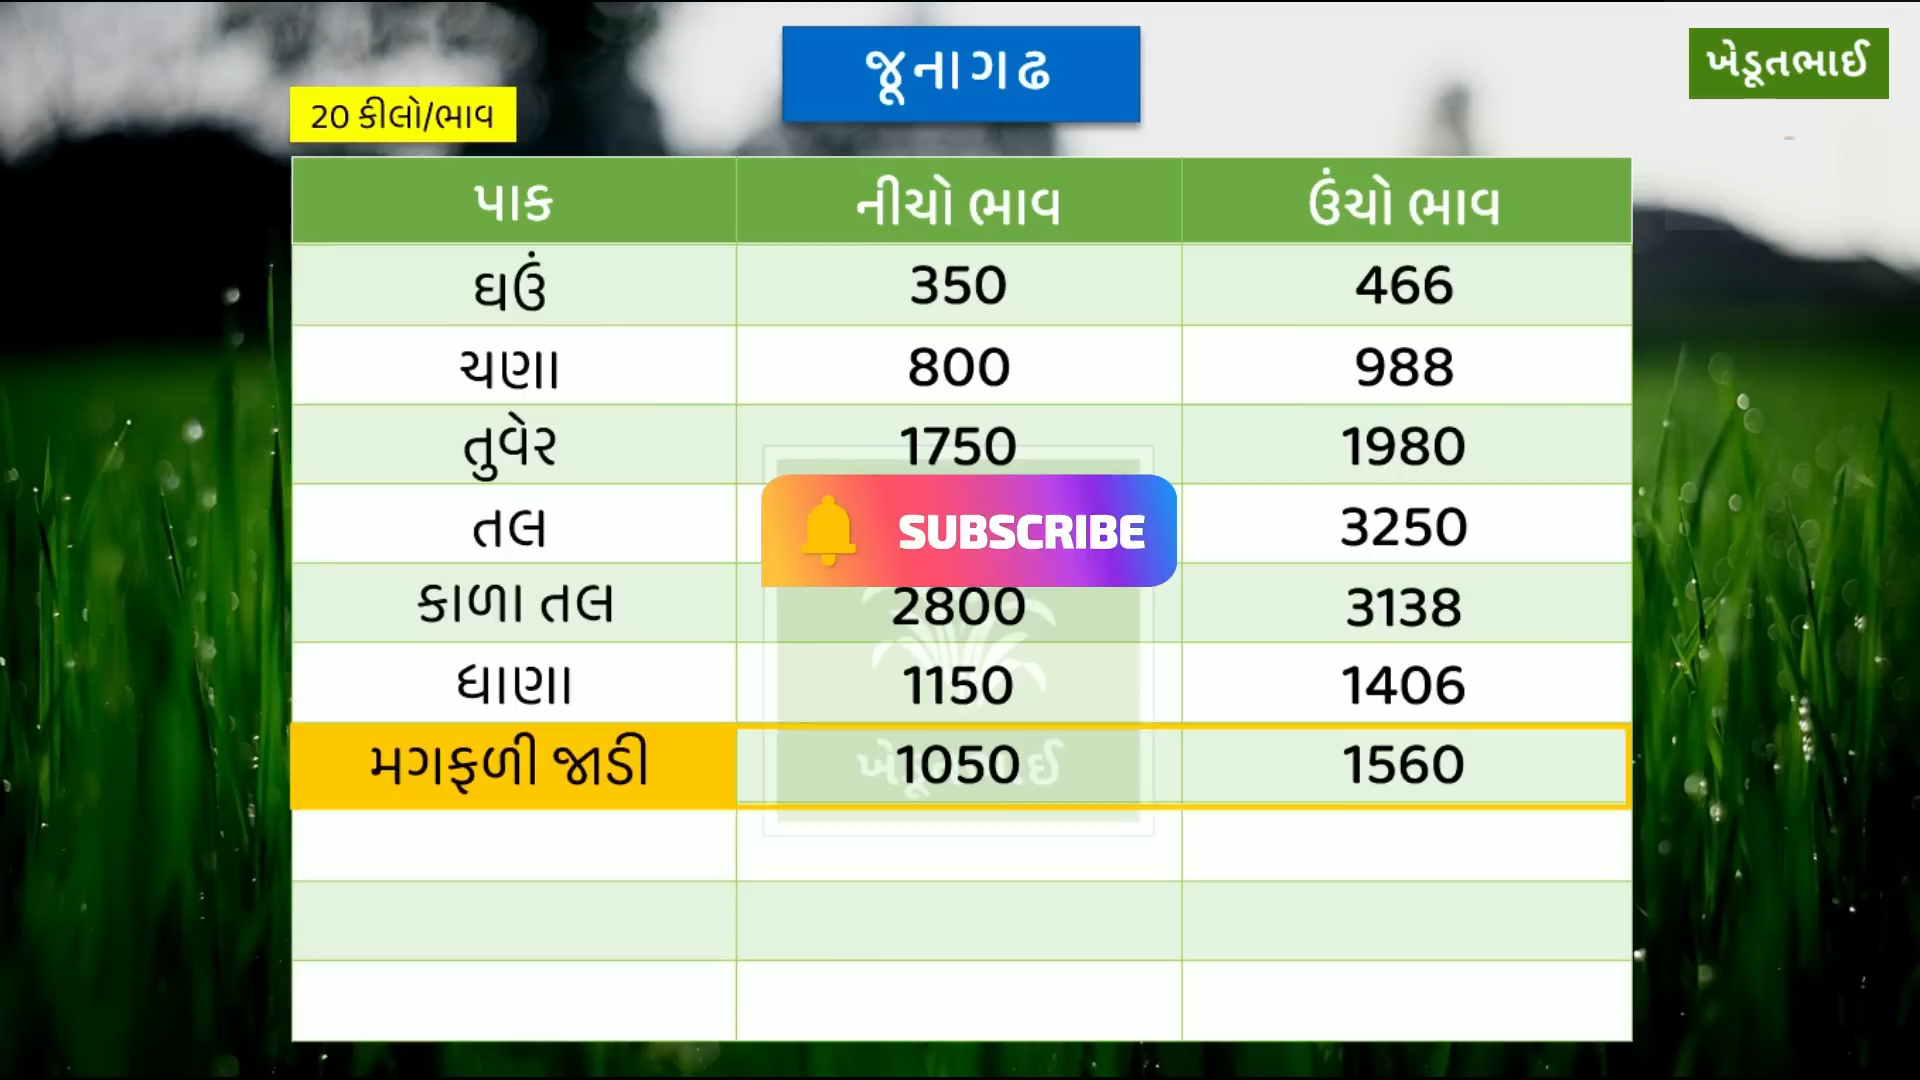 જૂનાગઢ
ખેડૂતભાઈ
20 કીલો/ભાવ
પાક નીચો ભાવ ઉંચો ભાવ
ઘઉં 350 466
ચણા 800 988
તુવેર 1750 1980
તલ SUBSCRIBE 3250
કાળા તલ 2800 3138
ધાણા 1150 1406
મગફળી જાડી 1050 1560